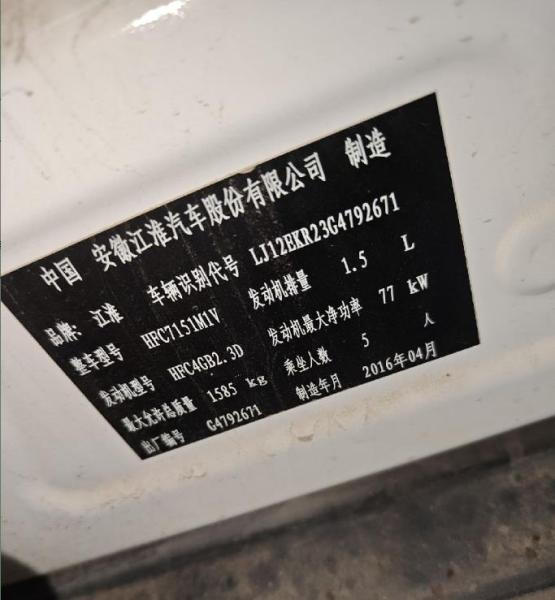 中国 安徽江淮汽车股份有限公司 制造
品牌: 江淮 车辆识别代号 LJ12EKR23G4792671
整车型号 HFC7151M1V 发动机排量 1.5 L
发动机型号 HFC4GB2.3D 发动机最大净功率 77 kW
最大允许总质量 1585 kg 乘坐人数 5 人
出厂编号 G4792671 制造年月 2016年04月